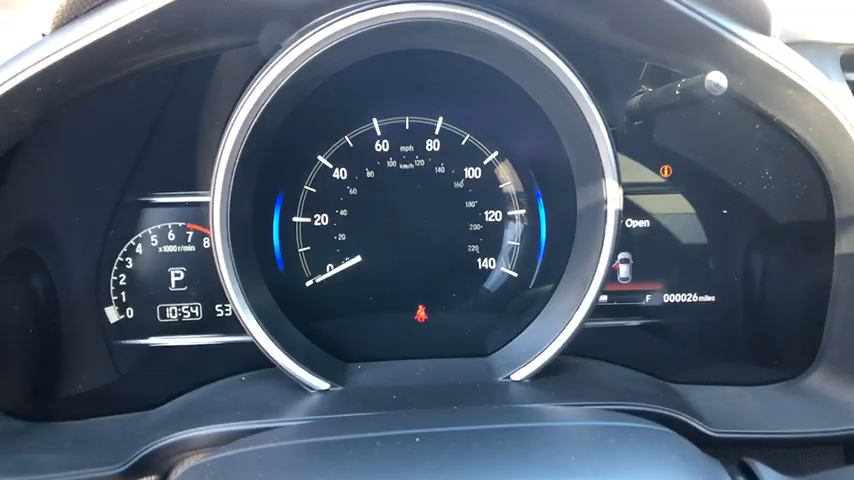 0 1 2 3 4 5 6 7 8
x1000 r/min
P
10:54
53
0 20 40 60 80 100 120 140
mph
km/h
20 40 60 80 100 120 140 160 180 200 220
Open
F
000026 miles